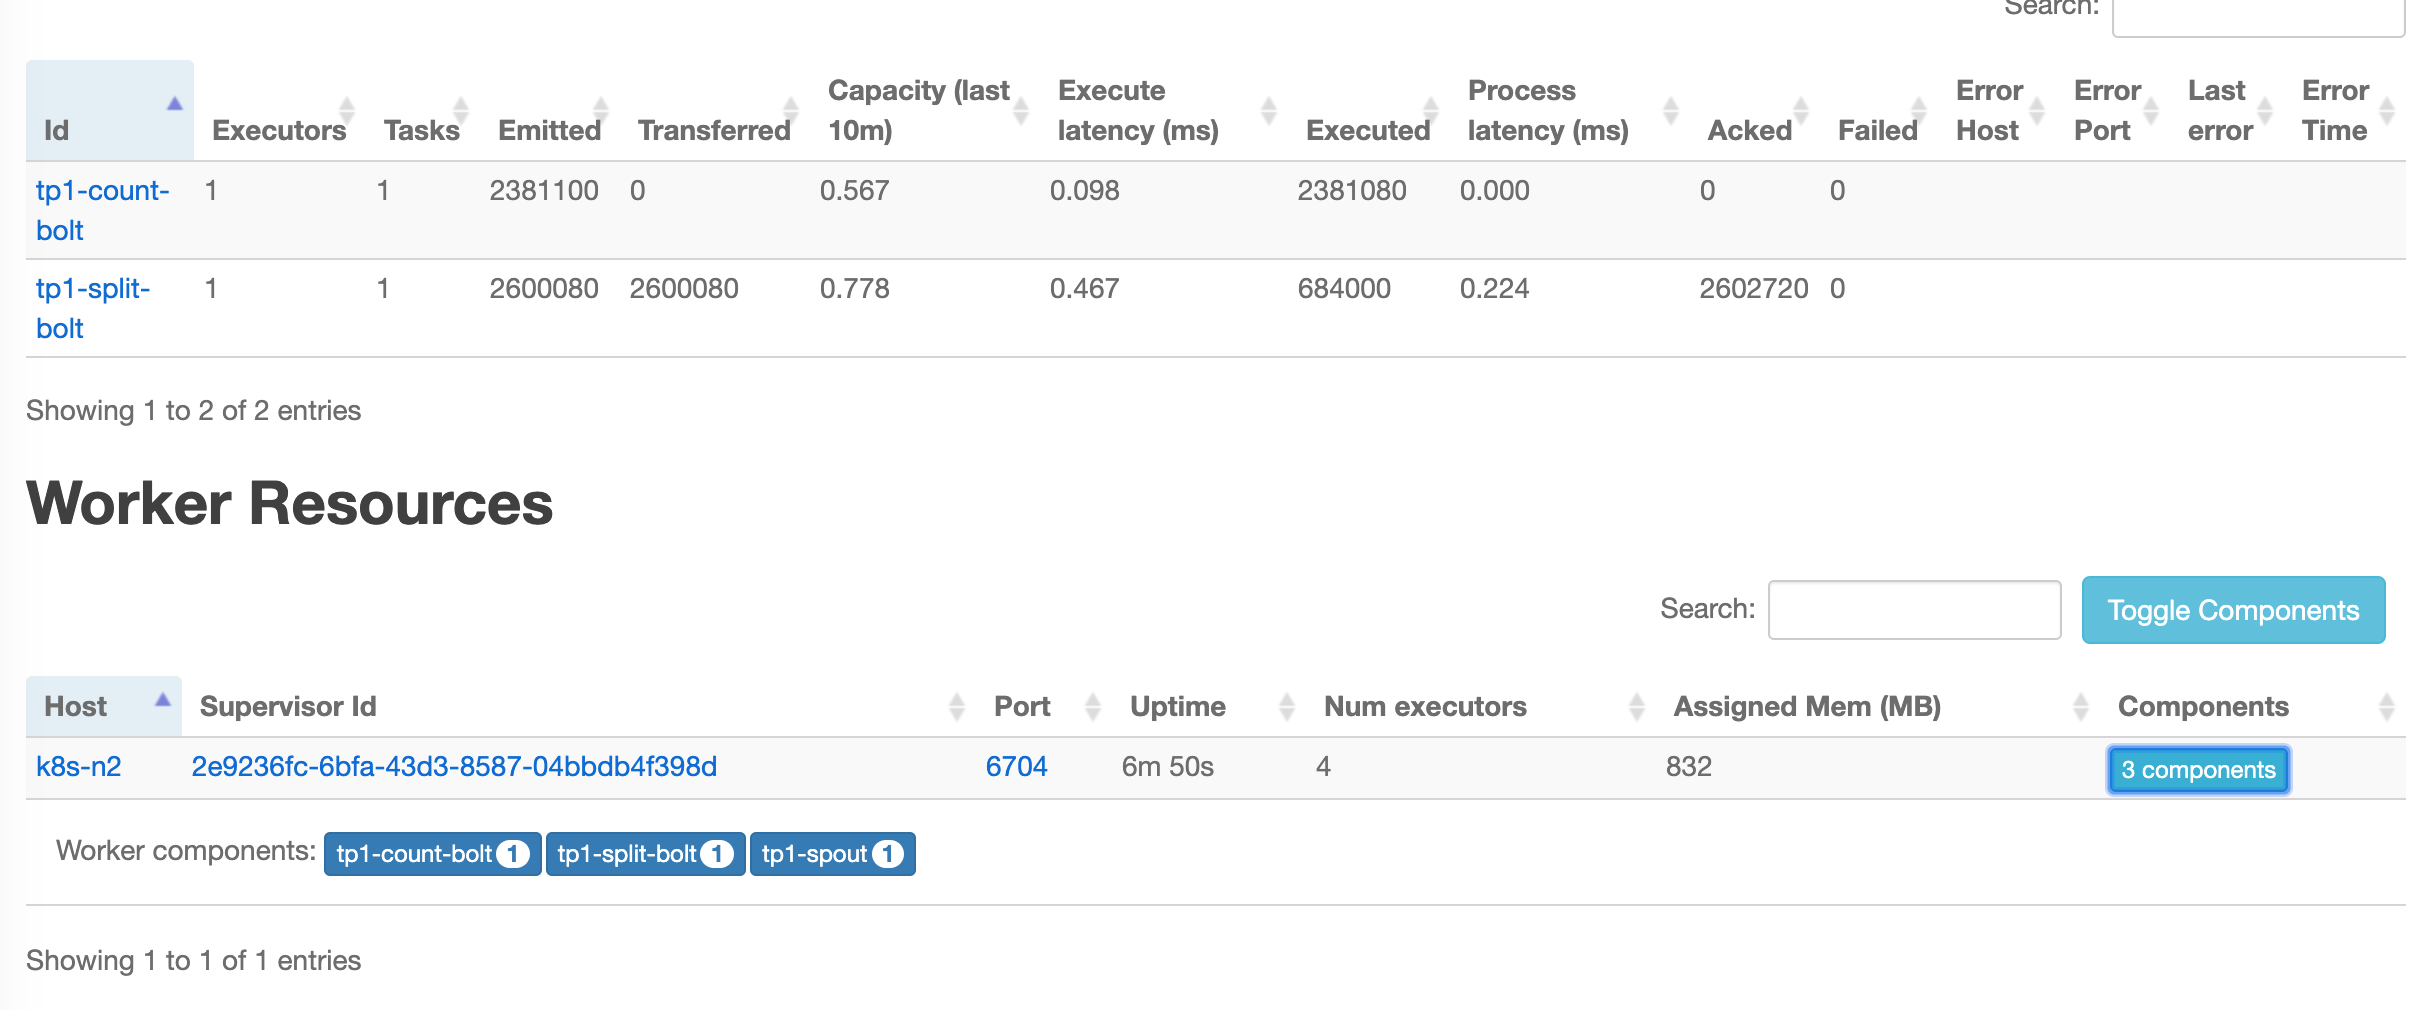 Search:
Id Executors Tasks Emitted Transferred Capacity (last 10m) Execute latency (ms) Executed Process latency (ms) Acked Failed Error Host Error Port Last error Error Time
tp1-count-bolt 1 1 2381100 0 0.567 0.098 2381080 0.000 0 0
tp1-split-bolt 1 1 2600080 2600080 0.778 0.467 684000 0.224 2602720 0
Showing 1 to 2 of 2 entries
Worker Resources
Search: Toggle Components
Host Supervisor Id Port Uptime Num executors Assigned Mem (MB) Components
k8s-n2 2e9236fc-6bfa-43d3-8587-04bbdb4f398d 6704 6m 50s 4 832 3 components
Worker components: tp1-count-bolt 1 tp1-split-bolt 1 tp1-spout 1
Showing 1 to 1 of 1 entries